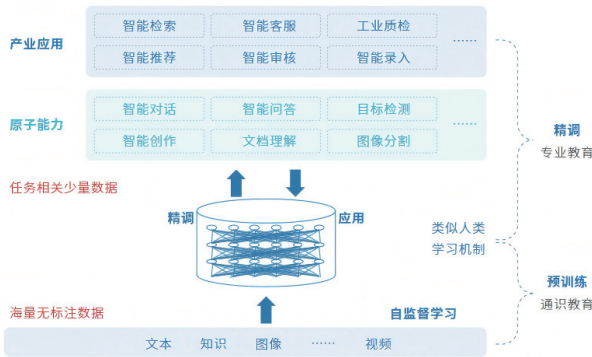 产业应用
智能检索 智能客服 工业质检
智能推荐 智能审核 智能录入
……
原子能力
智能对话 智能问答 目标检测
智能创作 文档理解 图像分割
……
精调
专业教育
任务相关少量数据
精调 应用
类似人类
学习机制
预训练
通识教育
海量无标注数据
自监督学习
文本 知识 图像 …… 视频